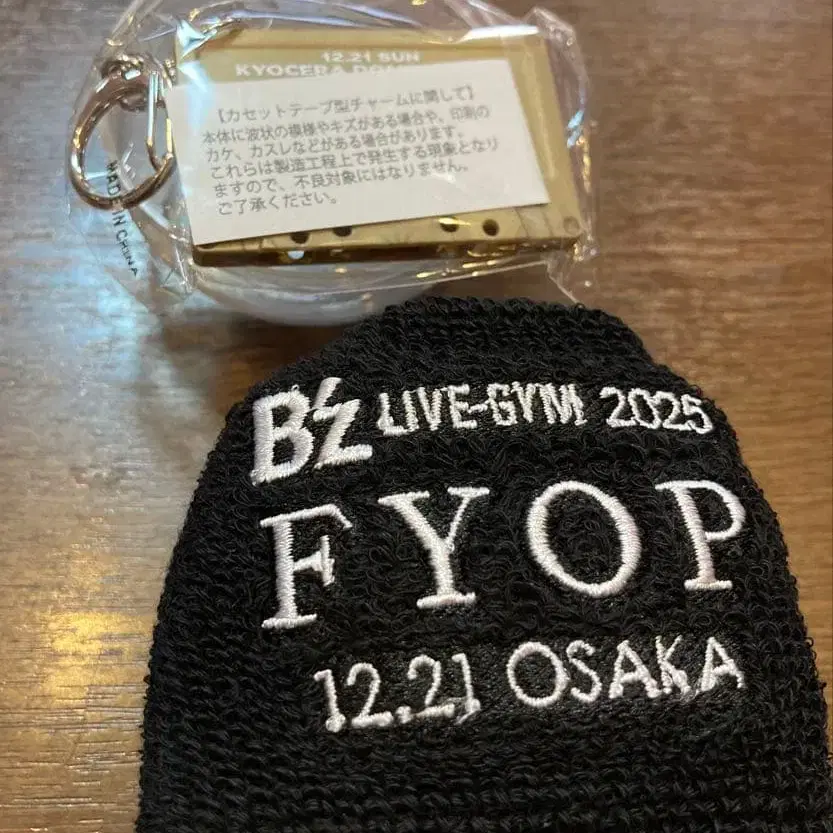 12.21 SUN
KYOCERA DO
【カセットテープ型チャームに関して】
本体に波状の模様やキズがある場合や、印刷の
カケ、カスレなどがある場合があります。
これらは製造工程上で発生する現象となり
ますので、不良対象にはなりません。
ご了承ください。
MADE IN CHINA
B'z LIVE-GYM 2025
FYOP
12.21 OSAKA